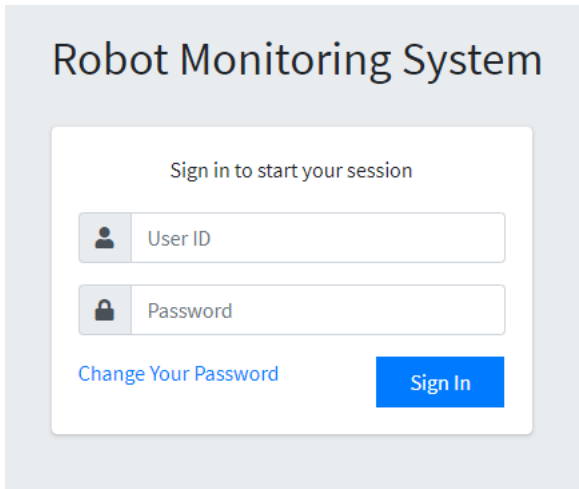 Robot Monitoring System
Sign in to start your session
User ID
Password
Change Your Password
Sign In